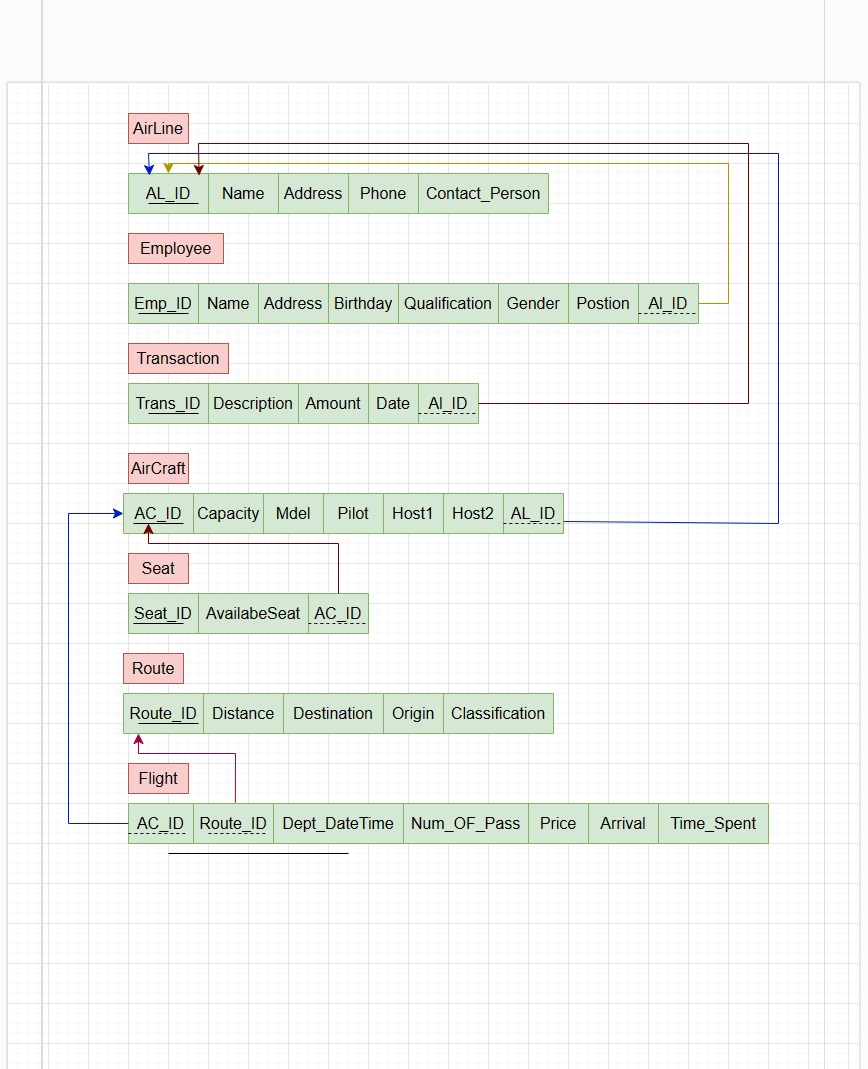 AirLine
AL_ID Name Address Phone Contact_Person
Employee
Emp_ID Name Address Birthday Qualification Gender Postion Al_ID
Transaction
Trans_ID Description Amount Date Al_ID
AirCraft
AC_ID Capacity Mdel Pilot Host1 Host2 AL_ID
Seat
Seat_ID AvailabeSeat AC_ID
Route
Route_ID Distance Destination Origin Classification
Flight
AC_ID Route_ID Dept_DateTime Num_OF_Pass Price Arrival Time_Spent